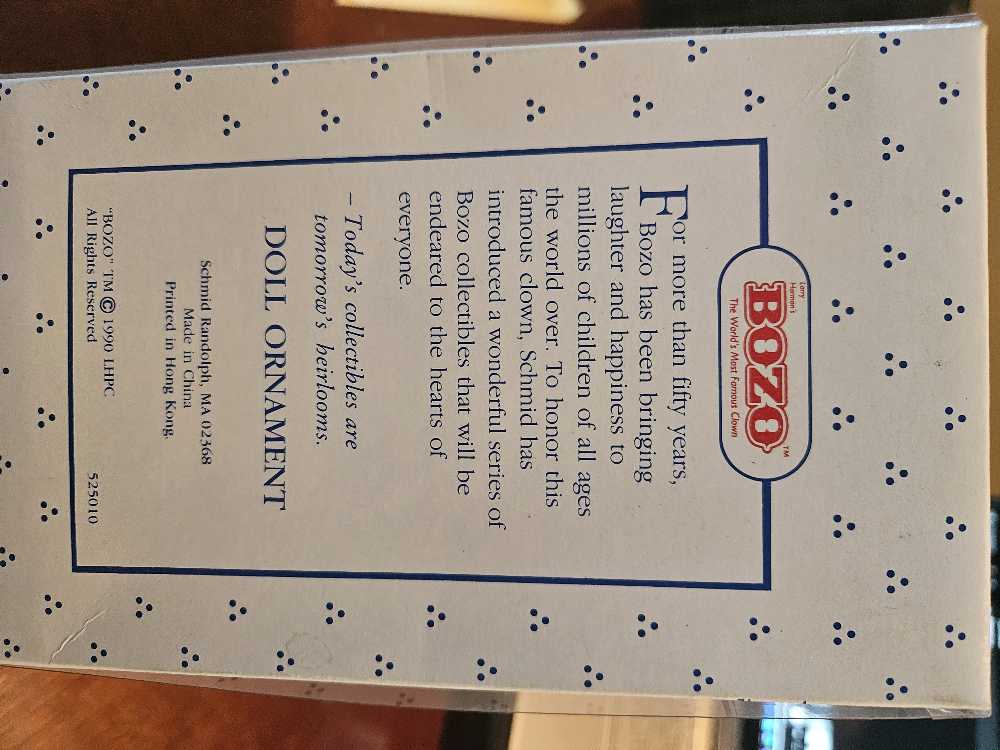 Larry
Harmon's
BOZO™
The World's Most Famous Clown
For more than fifty years,
Bozo has been bringing
laughter and happiness to
millions of children of all ages
the world over. To honor this
famous clown, Schmid has
introduced a wonderful series of
Bozo collectibles that will be
endeared to the hearts of
everyone.
– Today's collectibles are
tomorrow's heirlooms.
DOLL ORNAMENT
Schmid Randolph, MA 02368
Made in China
Printed in Hong Kong.
"BOZO" TM © 1990 LHPC
All Rights Reserved
525010